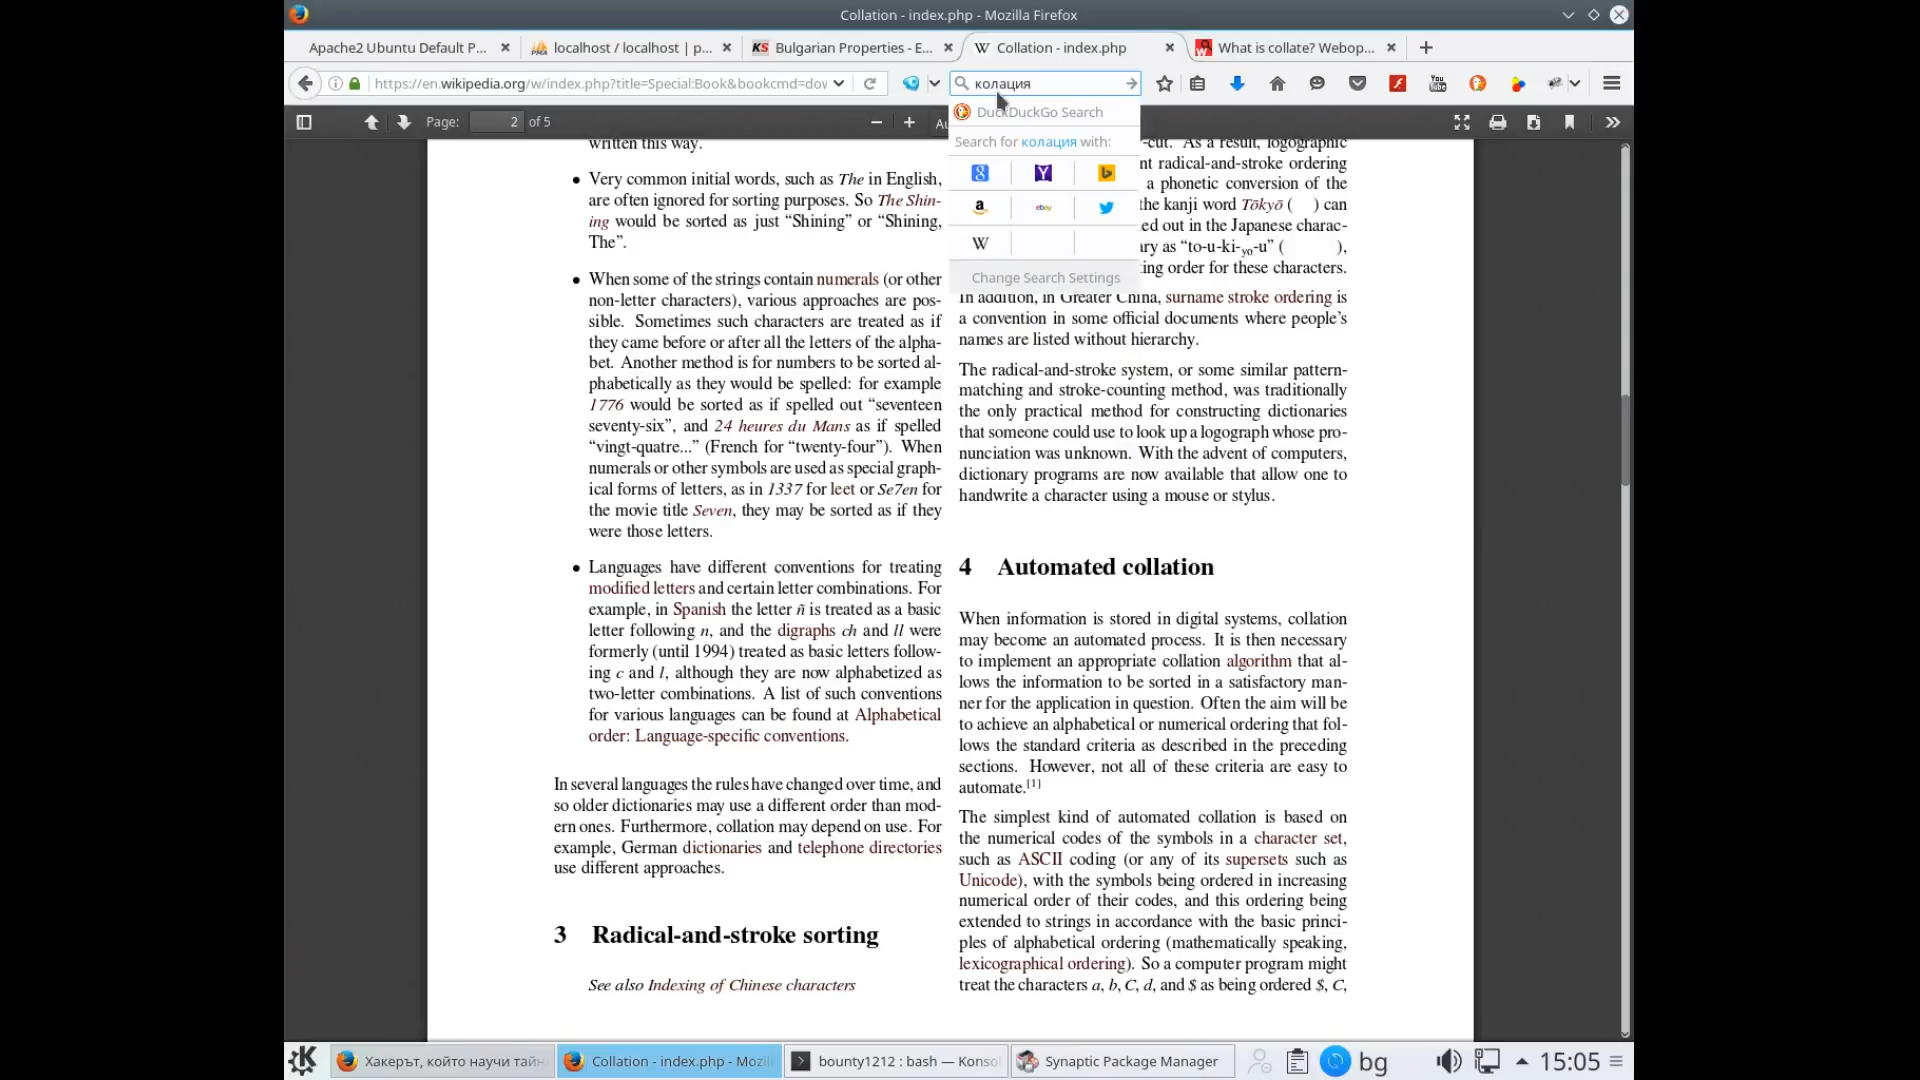 Collation - index.php - Mozilla Firefox
Apache2 Ubuntu Default P...
localhost / localhost | p...
KS Bulgarian Properties - E...
W Collation - index.php
What is collate? Webop...
https://en.wikipedia.org/w/index.php?title=Special:Book&bookcmd=dov
колация
Page: 2 of 5
DuckDuckGo Search
Search for колация with:
Change Search Settings
written this way.
• Very common initial words, such as The in English,
are often ignored for sorting purposes. So The Shin-
ing would be sorted as just “Shining” or “Shining,
The”.
• When some of the strings contain numerals (or other
non-letter characters), various approaches are pos-
sible. Sometimes such characters are treated as if
they came before or after all the letters of the alpha-
bet. Another method is for numbers to be sorted al-
phabetically as they would be spelled: for example
1776 would be sorted as if spelled out “seventeen
seventy-six”, and 24 heures du Mans as if spelled
“vingt-quatre...” (French for “twenty-four”). When
numerals or other symbols are used as special graph-
ical forms of letters, as in 1337 for leet or Se7en for
the movie title Seven, they may be sorted as if they
were those letters.
• Languages have different conventions for treating
modified letters and certain letter combinations. For
example, in Spanish the letter ñ is treated as a basic
letter following n, and the digraphs ch and ll were
formerly (until 1994) treated as basic letters follow-
ing c and l, although they are now alphabetized as
two-letter combinations. A list of such conventions
for various languages can be found at Alphabetical
order: Language-specific conventions.
In several languages the rules have changed over time, and
so older dictionaries may use a different order than mod-
ern ones. Furthermore, collation may depend on use. For
example, German dictionaries and telephone directories
use different approaches.
3 Radical-and-stroke sorting
See also Indexing of Chinese characters
-cut. As a result, logographic
nt radical-and-stroke ordering
a phonetic conversion of the
the kanji word Tōkyō ( ) can
ed out in the Japanese charac-
ary as “to-u-ki-yo-u” ( ),
ing order for these characters.
In addition, in Greater China, surname stroke ordering is
a convention in some official documents where people’s
names are listed without hierarchy.
The radical-and-stroke system, or some similar pattern-
matching and stroke-counting method, was traditionally
the only practical method for constructing dictionaries
that someone could use to look up a logograph whose pro-
nunciation was unknown. With the advent of computers,
dictionary programs are now available that allow one to
handwrite a character using a mouse or stylus.
4 Automated collation
When information is stored in digital systems, collation
may become an automated process. It is then necessary
to implement an appropriate collation algorithm that al-
lows the information to be sorted in a satisfactory man-
ner for the application in question. Often the aim will be
to achieve an alphabetical or numerical ordering that fol-
lows the standard criteria as described in the preceding
sections. However, not all of these criteria are easy to
automate.[1]
The simplest kind of automated collation is based on
the numerical codes of the symbols in a character set,
such as ASCII coding (or any of its supersets such as
Unicode), with the symbols being ordered in increasing
numerical order of their codes, and this ordering being
extended to strings in accordance with the basic princi-
ples of alphabetical ordering (mathematically speaking,
lexicographical ordering). So a computer program might
treat the characters a, b, C, d, and $ as being ordered $, C,
Хакерът, който научи тайн
Collation - index.php - Mozil
bounty1212 : bash — Konso
Synaptic Package Manager
bg
15:05